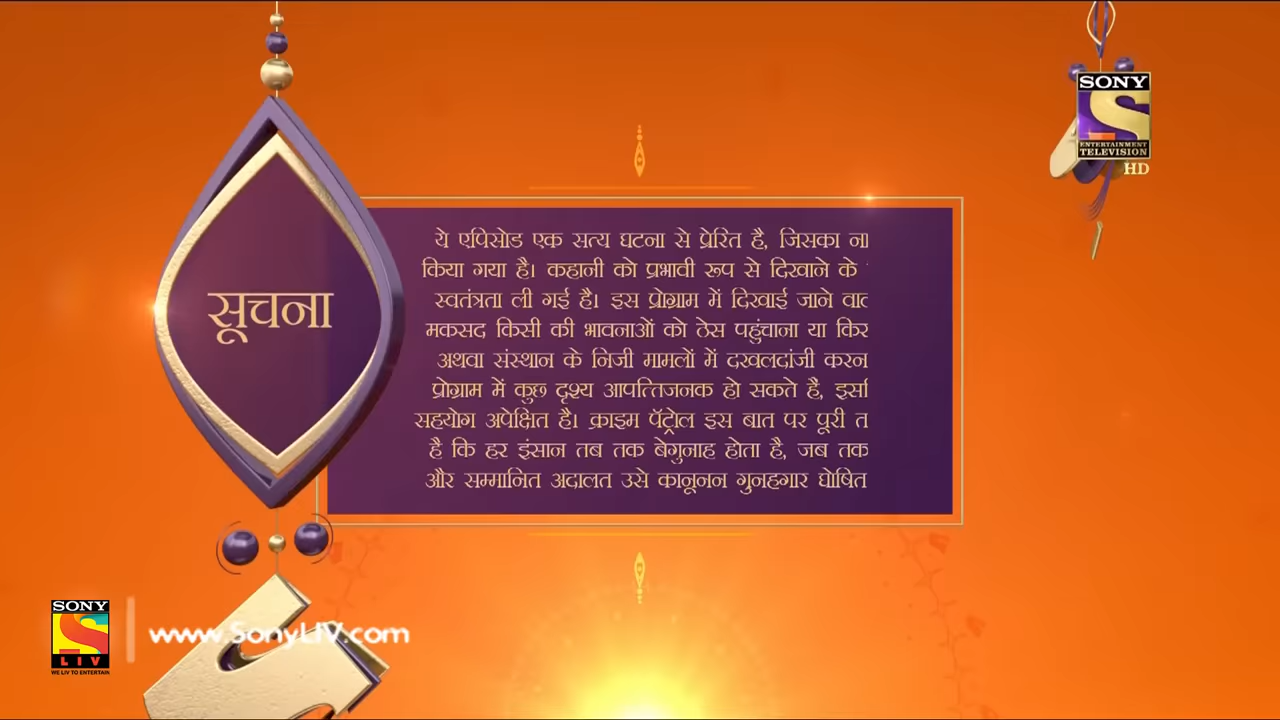 SONY
ENTERTAINMENT
TELEVISION
HD
सूचना
ये एपिसोड एक सत्य घटना से प्रेरित है, जिसका
किया गया है। कहानी को प्रभावी रूप से दिखाने के
स्वतंत्रता ली गई है। इस प्रोग्राम में दिखाई जाने
मकसद किसी की भावनाओं को ठेस पहुंचाना या
अथवा संस्थान के निजी मामलों में दखलदांजी
प्रोग्राम में कुछ दृश्य आपत्तिजनक हो सकते हैं,
सहयोग अपेक्षित है। क्राइम पॅट्रोल इस बात पर पूरी
है कि हर इंसान तब तक बेगुनाह होता है, जब तक
और सम्मानित अदालत उसे कानूनन गुनहगार घोषित
SONY
LIV
WE LIV TO ENTERTAIN
www.SonyLIV.com